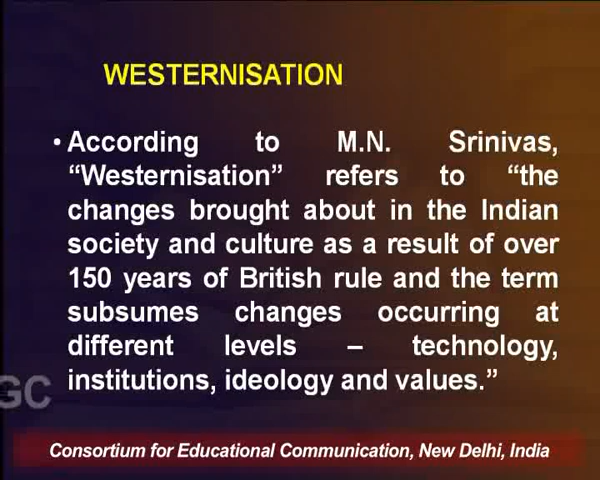 WESTERNISATION
• According to M.N. Srinivas,
“Westernisation” refers to “the
changes brought about in the Indian
society and culture as a result of over
150 years of British rule and the term
subsumes changes occurring at
different levels – technology,
institutions, ideology and values.”
GC
Consortium for Educational Communication, New Delhi, India